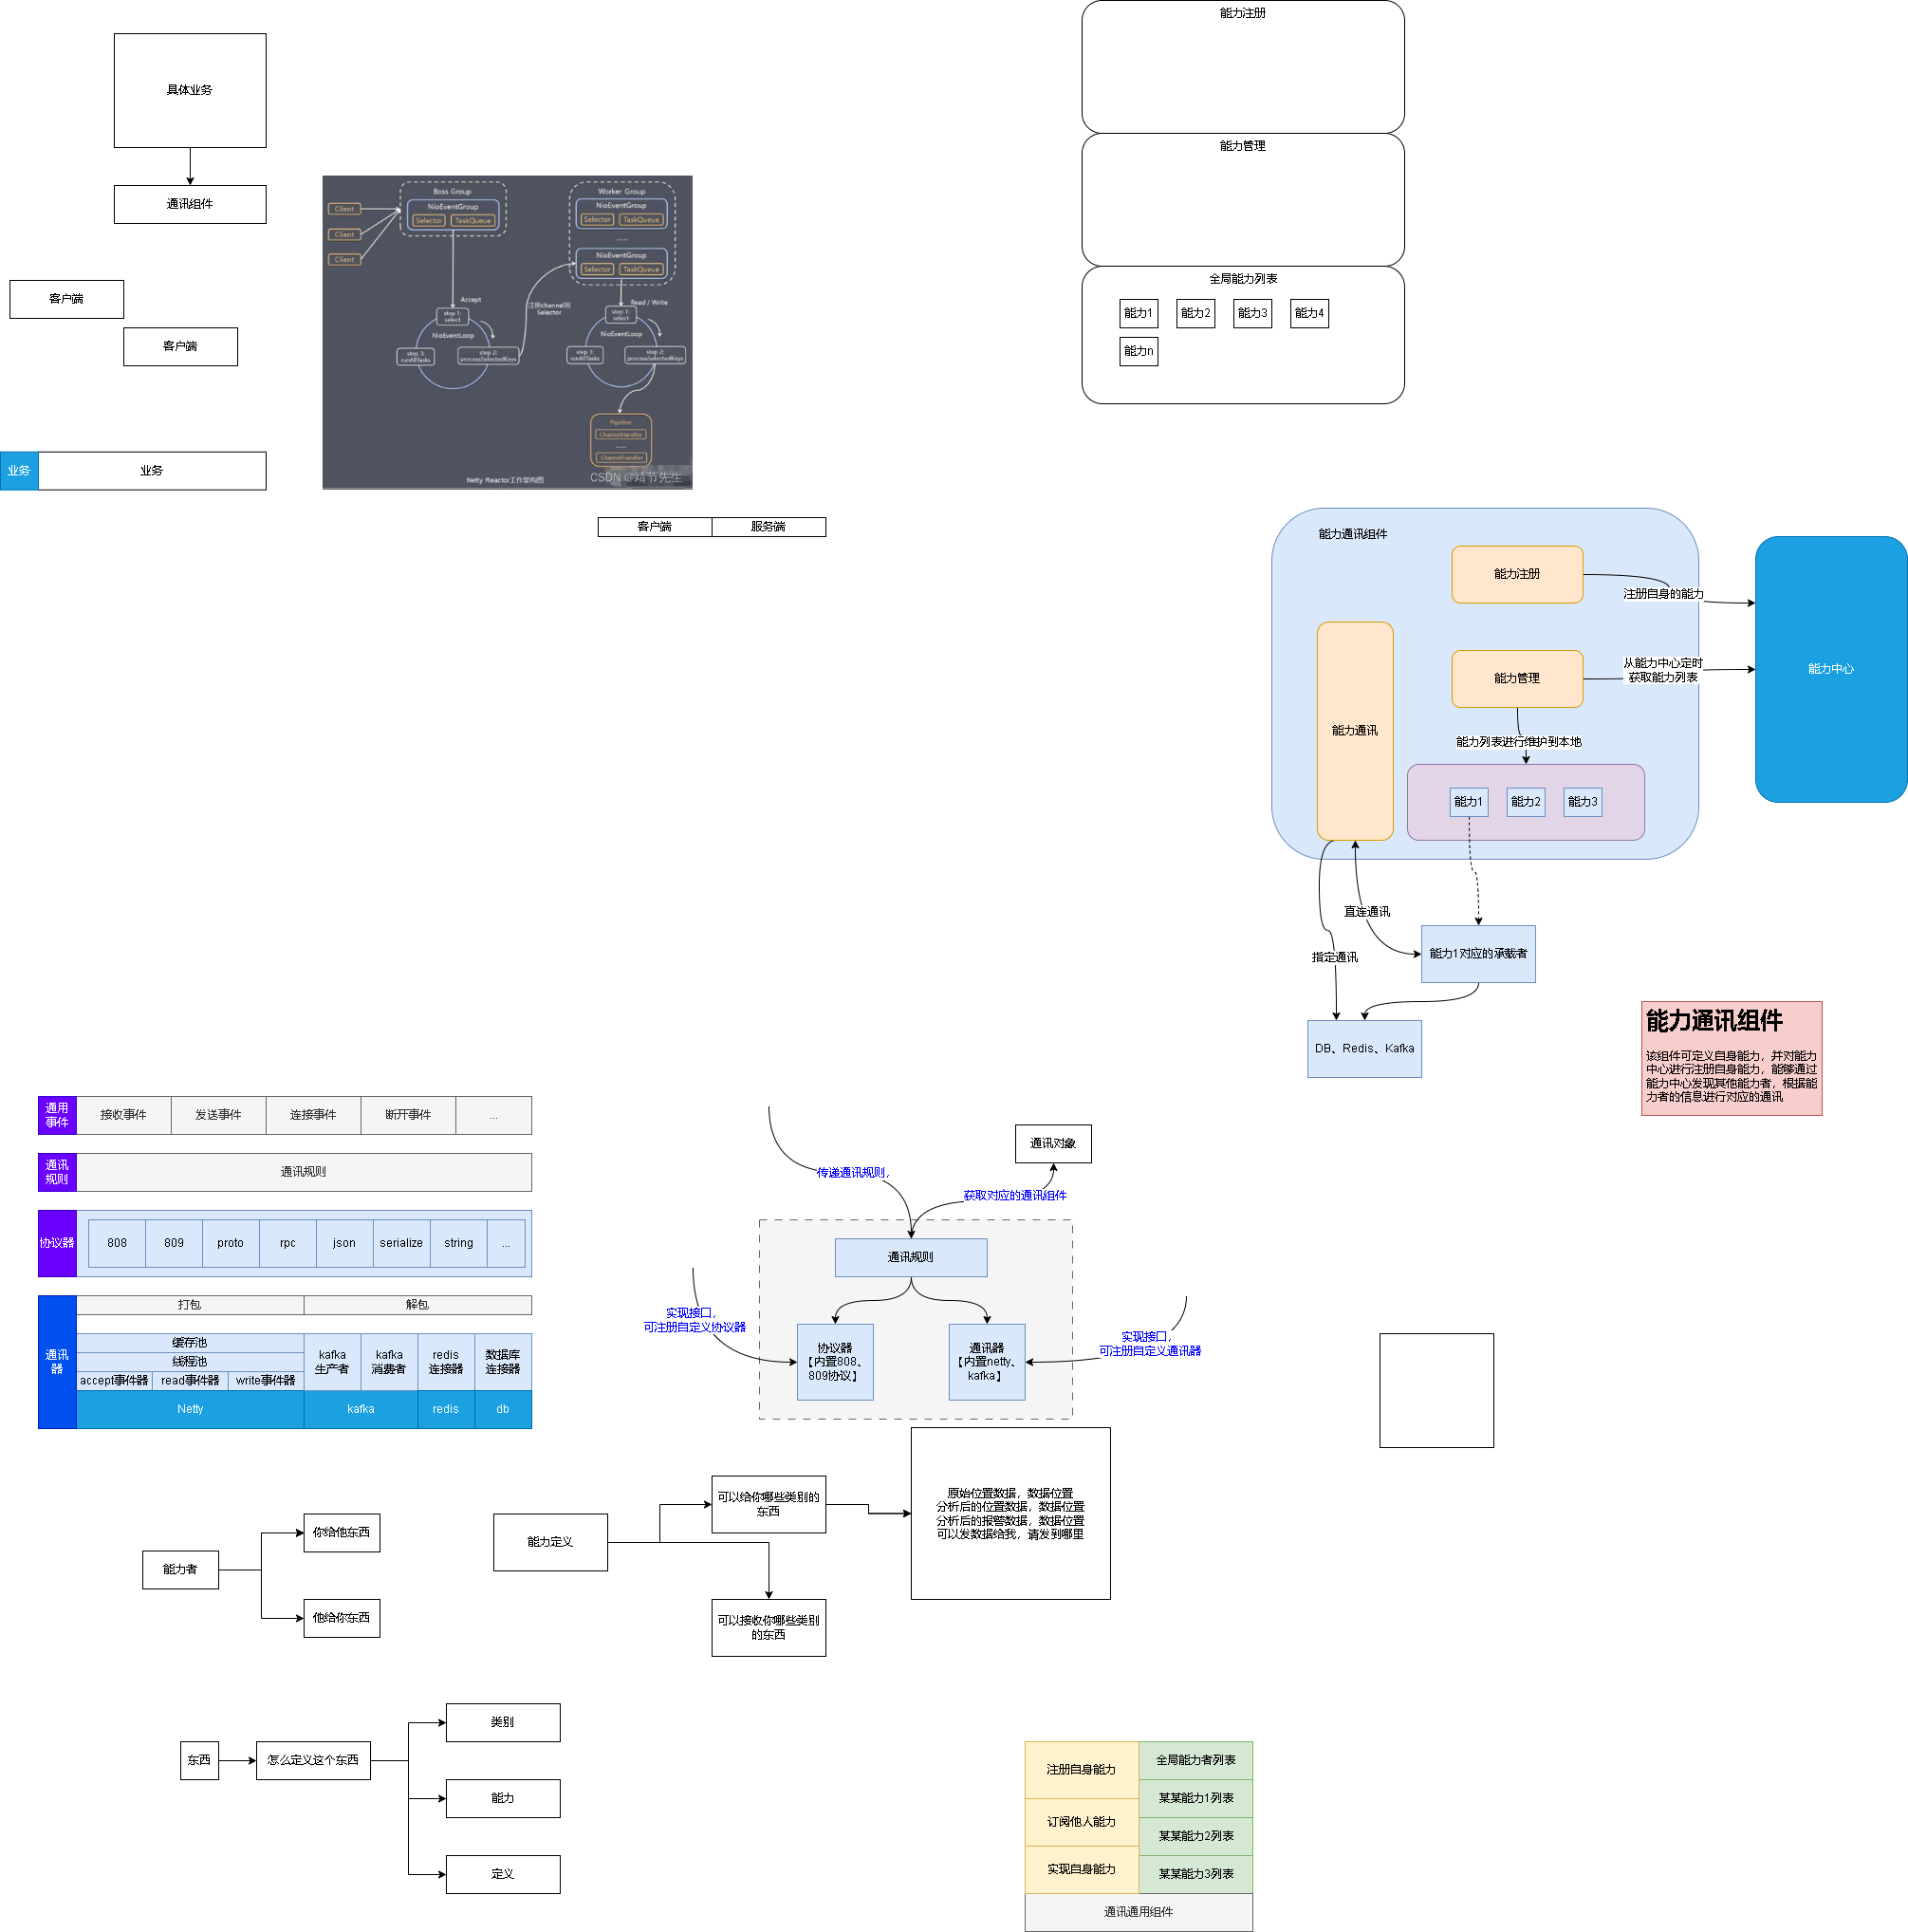 具体业务
通讯组件
客户端
客户端
业务
业务
Boss Group
NioEventGroup
Selector
TaskQueue
Client
Client
Client
Worker Group
NioEventGroup
Selector
TaskQueue
......
NioEventGroup
Selector
TaskQueue
Accept
step 1:
select
NioEventLoop
step 3:
runAllTasks
step 2:
processSelectedKeys
注册channel到
Selector
Read / Write
step 1:
select
NioEventLoop
step 3:
runAllTasks
step 2:
processSelectedKeys
Pipeline
ChannelHandler
......
ChannelHandler
Netty Reactor工作架构图
CSDN @靖节先生
客户端
服务端
能力注册
能力管理
全局能力列表
能力1
能力2
能力3
能力4
能力n
能力通讯组件
能力注册
注册自身的能力
能力管理
从能力中心定时
获取能力列表
能力中心
能力通讯
能力列表进行维护到本地
能力1
能力2
能力3
直连通讯
指定通讯
能力1对应的承载者
DB、Redis、Kafka
能力通讯组件
该组件可定义自身能力，并对能力
中心进行注册自身能力，能够通过
能力中心发现其他能力者，根据能
力者的信息进行对应的通讯
通用
事件
接收事件
发送事件
连接事件
断开事件
...
通讯
规则
通讯规则
协议器
808
809
proto
rpc
json
serialize
string
...
通讯
器
打包
解包
缓存池
线程池
accept事件器
read事件器
write事件器
kafka
生产者
kafka
消费者
redis
连接器
数据库
连接器
Netty
kafka
redis
db
通讯对象
传递通讯规则，
获取对应的通讯组件
通讯规则
实现接口，
可注册自定义协议器
协议器
【内置808、
809协议】
通讯器
【内置netty、
kafka】
实现接口，
可注册自定义通讯器
能力者
你给他东西
他给你东西
能力定义
可以给你哪些类别的
东西
可以接收你哪些类别
的东西
原始位置数据，数据位置
分析后的位置数据，数据位置
分析后的报警数据，数据位置
可以发数据给我，请发到哪里
东西
怎么定义这个东西
类别
能力
定义
注册自身能力
订阅他人能力
实现自身能力
全局能力者列表
某某能力1列表
某某能力2列表
某某能力3列表
通讯通用组件